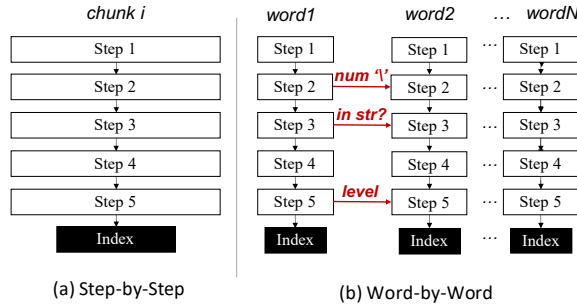 chunk i
Step 1
Step 2
Step 3
Step 4
Step 5
Index
(a) Step-by-Step
word1 word2 … wordN
Step 1 Step 1 … Step 1
num ‘\’
Step 2 Step 2 … Step 2
in str?
Step 3 Step 3 … Step 3
Step 4 Step 4 … Step 4
level
Step 5 Step 5 … Step 5
Index Index … Index
(b) Word-by-Word